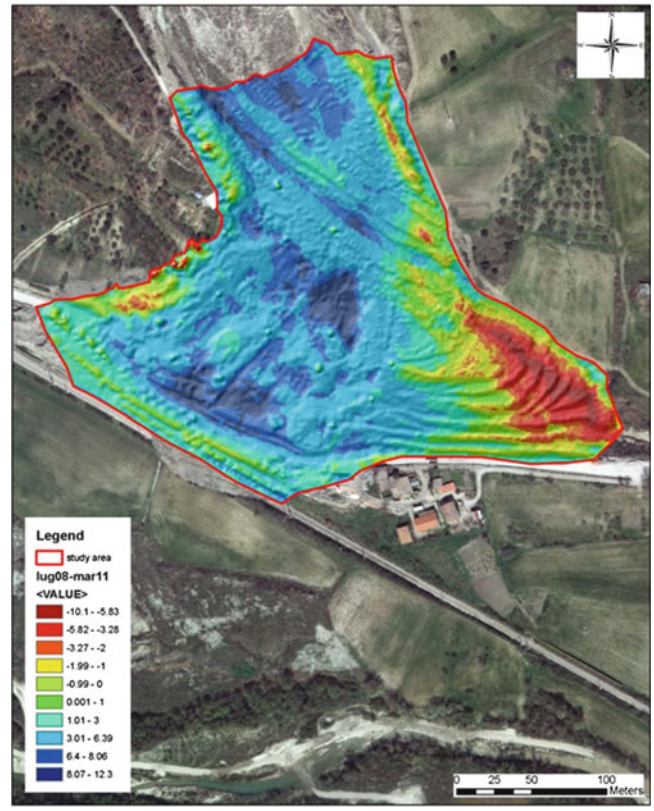 N
W
E
S
Legend
study area
lug08-mar11
<VALUE>
-10.1 - -5.83
-5.82 - -3.28
-3.27 - -2
-1.99 - -1
-0.99 - 0
0.001 - 1
1.01 - 3
3.01 - 6.39
6.4 - 8.06
8.07 - 12.3
0 25 50 100
Meters